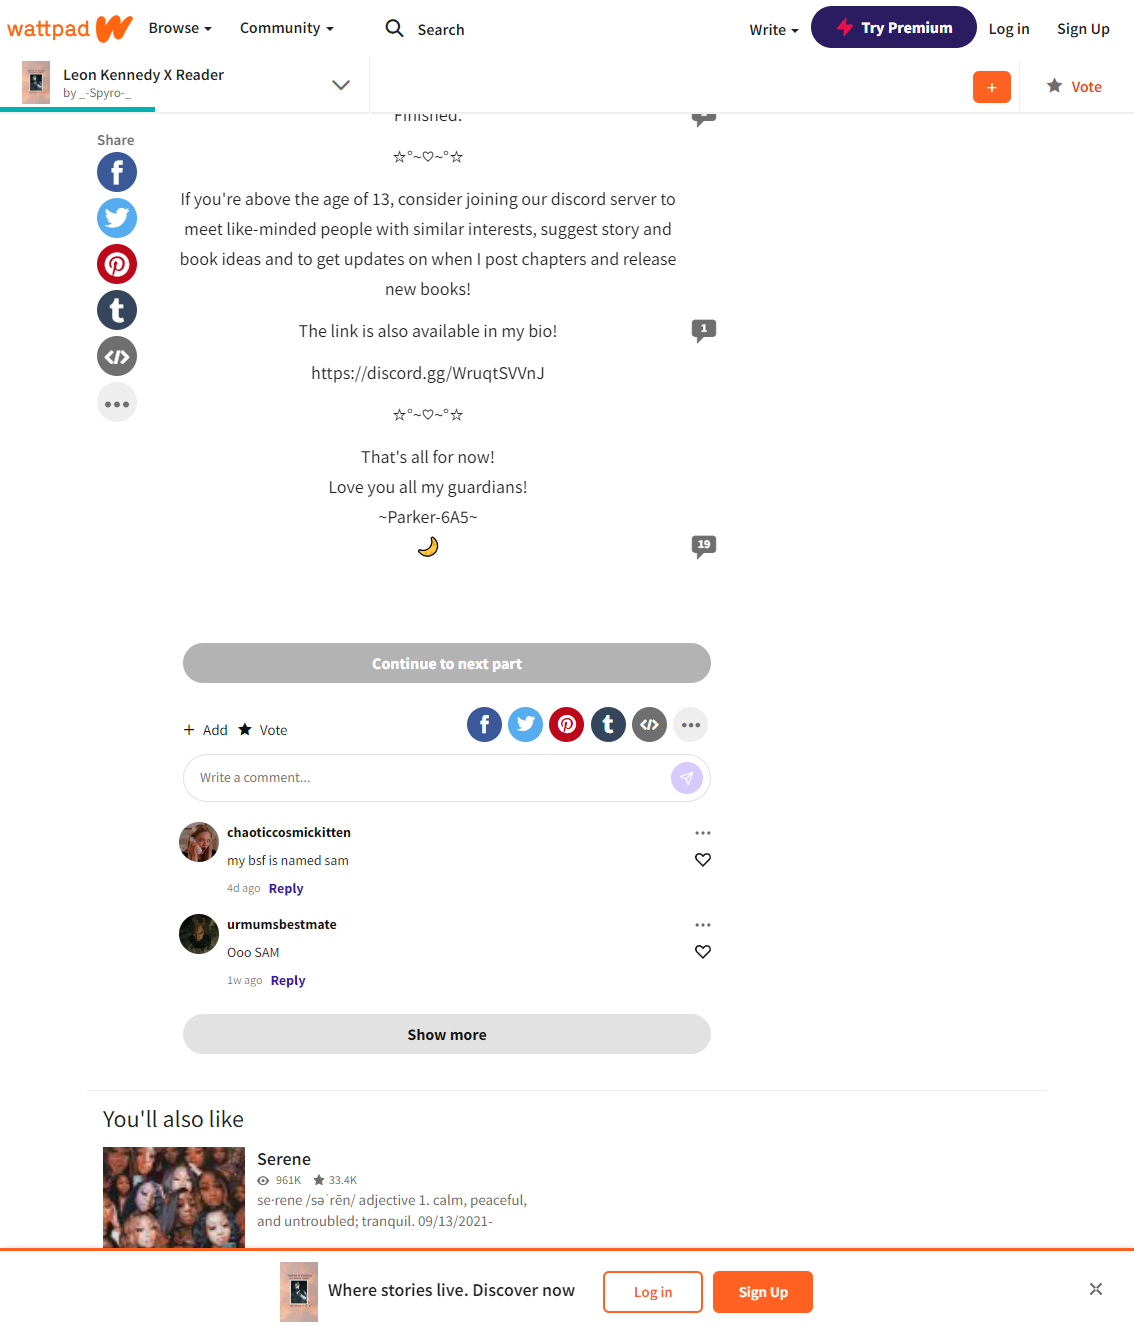 wattpad
Browse
Community
Search
Write
Try Premium
Log in
Sign Up
Leon Kennedy X Reader
by _-Spyro-_
+
Vote
Share
Finished.
☆°~♡~°☆
If you're above the age of 13, consider joining our discord server to
meet like-minded people with similar interests, suggest story and
book ideas and to get updates on when I post chapters and release
new books!
The link is also available in my bio!
1
https://discord.gg/WruqtSVVnJ
☆°~♡~°☆
That's all for now!
Love you all my guardians!
~Parker-6A5~
🌙
19
Continue to next part
+ Add
Vote
Write a comment...
chaoticcosmickitten
my bsf is named sam
4d ago Reply
urmumsbestmate
Ooo SAM
1w ago Reply
Show more
You'll also like
Serene
961K 33.4K
se·rene /səˈrēn/ adjective 1. calm, peaceful,
and untroubled; tranquil. 09/13/2021-
Where stories live. Discover now
Log in
Sign Up